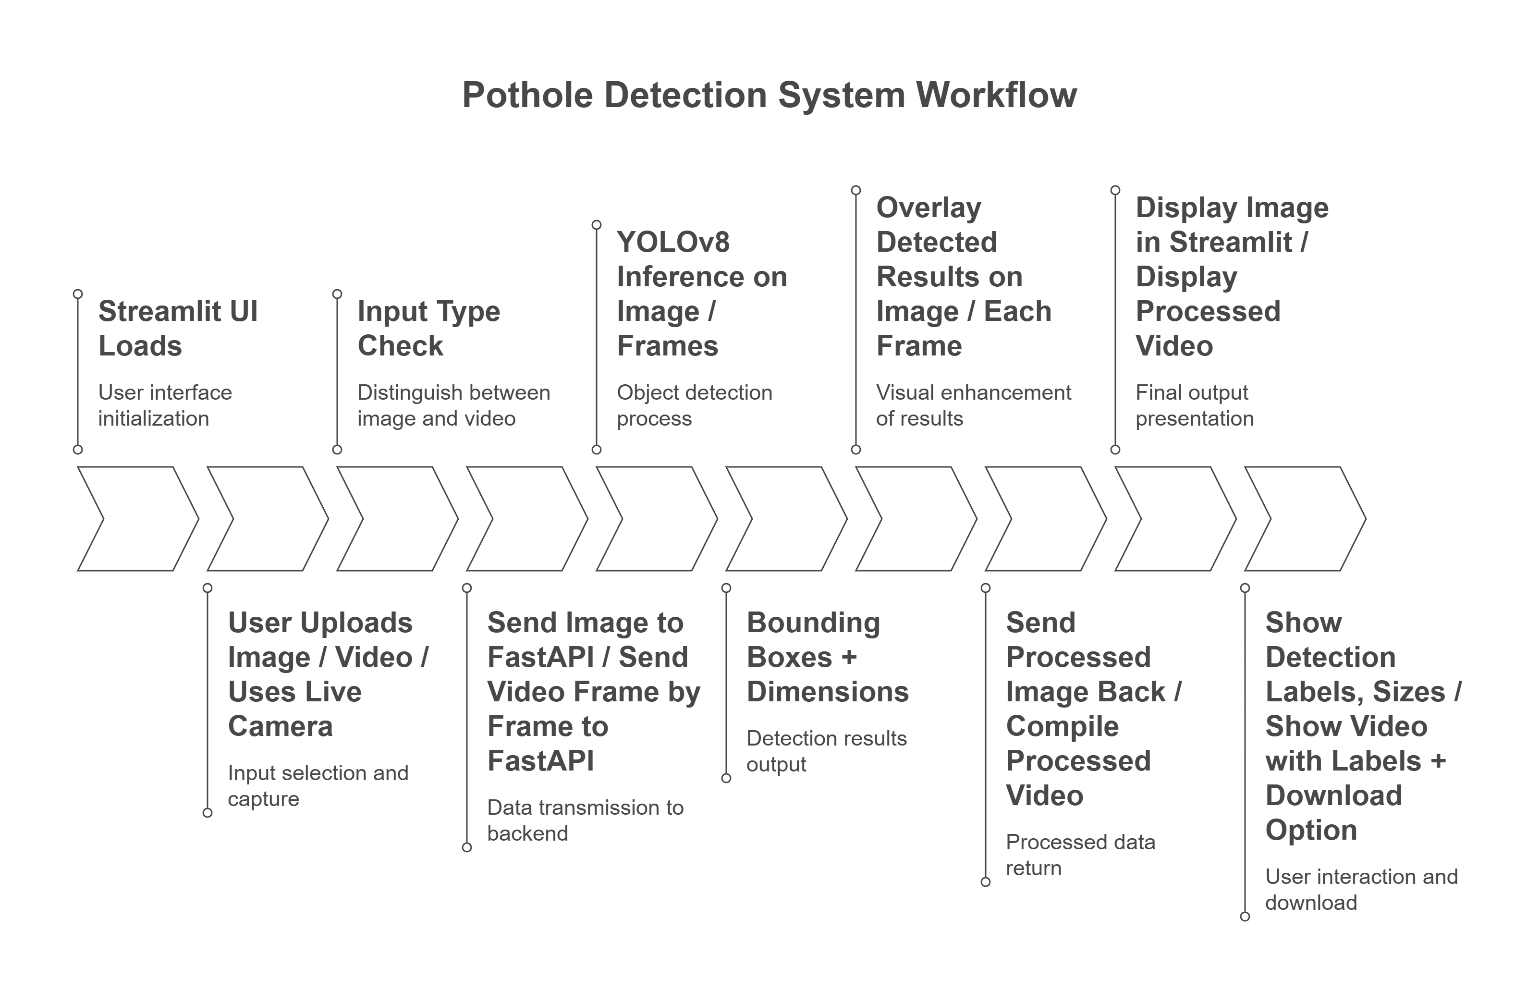 Pothole Detection System Workflow
Streamlit UI
Loads
User interface
initialization
User Uploads
Image / Video /
Uses Live
Camera
Input selection and
capture
Input Type
Check
Distinguish between
image and video
Send Image to
FastAPI / Send
Video Frame by
Frame to
FastAPI
Data transmission to
backend
YOLOv8
Inference on
Image /
Frames
Object detection
process
Bounding
Boxes +
Dimensions
Detection results
output
Overlay
Detected
Results on
Image / Each
Frame
Visual enhancement
of results
Send
Processed
Image Back /
Compile
Processed
Video
Processed data
return
Display Image
in Streamlit /
Display
Processed
Video
Final output
presentation
Show
Detection
Labels, Sizes /
Show Video
with Labels +
Download
Option
User interaction and
download